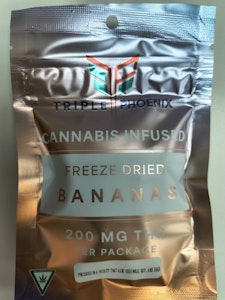 TRIPLE PHOENIX
CANNABIS INFUSED
FREEZE DRIED
BANANAS
200 MG THC
PER PACKAGE